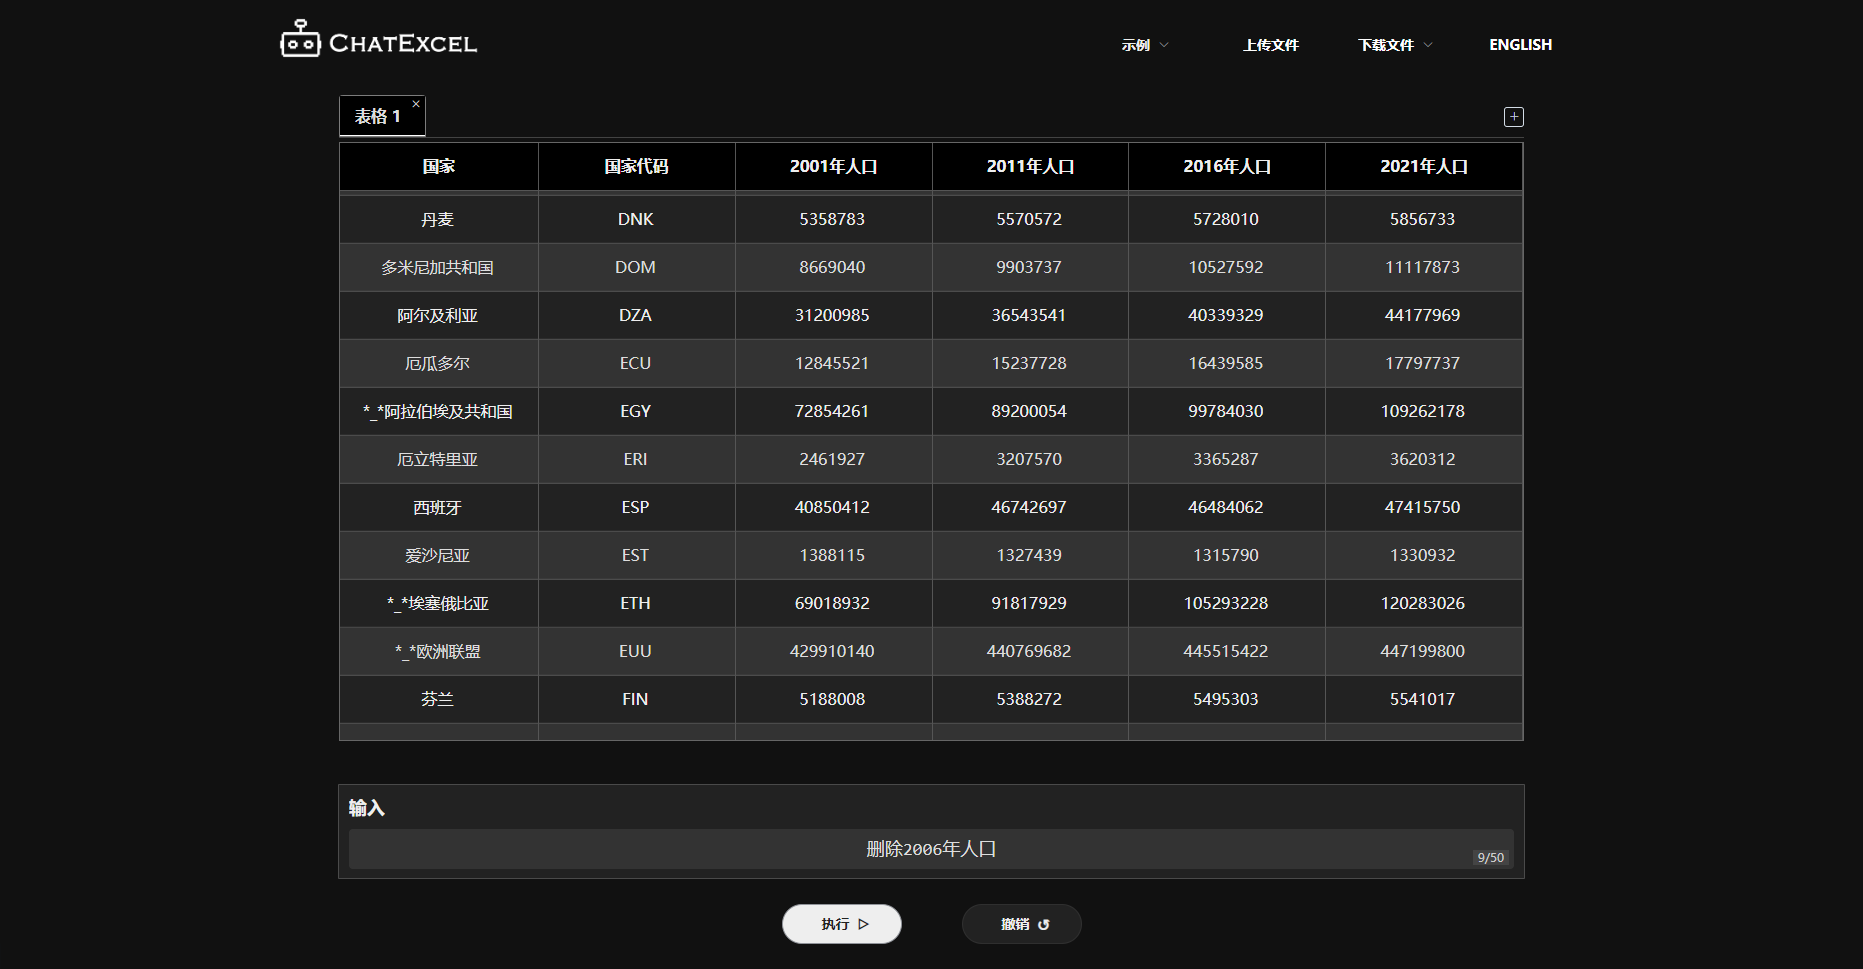 CHATEXCEL
示例 上传文件 下载文件 ENGLISH
表格 1
国家 国家代码 2001年人口 2011年人口 2016年人口 2021年人口
丹麦 DNK 5358783 5570572 5728010 5856733
多米尼加共和国 DOM 8669040 9903737 10527592 11117873
阿尔及利亚 DZA 31200985 36543541 40339329 44177969
厄瓜多尔 ECU 12845521 15237728 16439585 17797737
*_*阿拉伯埃及共和国 EGY 72854261 89200054 99784030 109262178
厄立特里亚 ERI 2461927 3207570 3365287 3620312
西班牙 ESP 40850412 46742697 46484062 47415750
爱沙尼亚 EST 1388115 1327439 1315790 1330932
*_*埃塞俄比亚 ETH 69018932 91817929 105293228 120283026
*_*欧洲联盟 EUU 429910140 440769682 445515422 447199800
芬兰 FIN 5188008 5388272 5495303 5541017
输入
删除2006年人口
9/50
执行 撤销